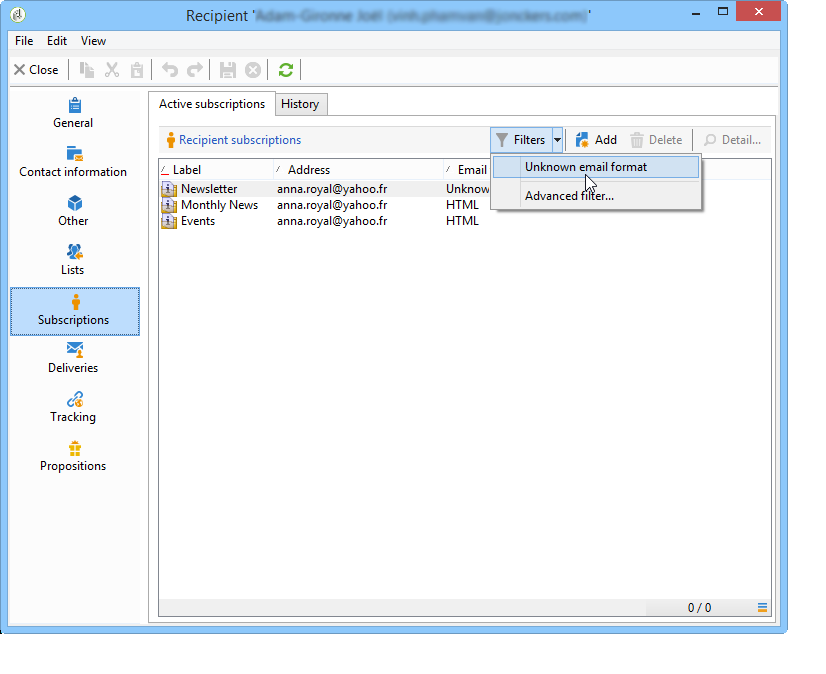 Recipient '
File Edit View
Close
General
Contact information
Other
Lists
Subscriptions
Deliveries
Tracking
Propositions
Active subscriptions History
Recipient subscriptions Filters Add Delete Detail...
Unknown email format
Advanced filter...
Label Address Email
Newsletter anna.royal@yahoo.fr Unknow
Monthly News anna.royal@yahoo.fr HTML
Events anna.royal@yahoo.fr HTML
0 / 0